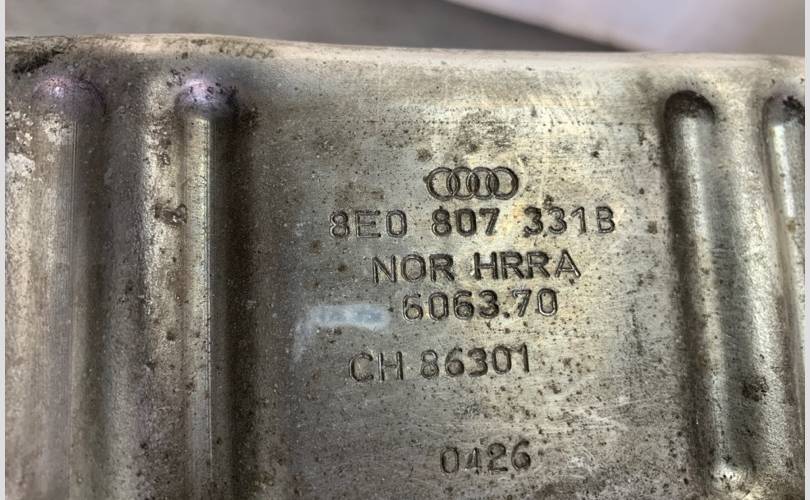 8E0 807 331B
NOR HRRA
6063.70
CH 86301
0426